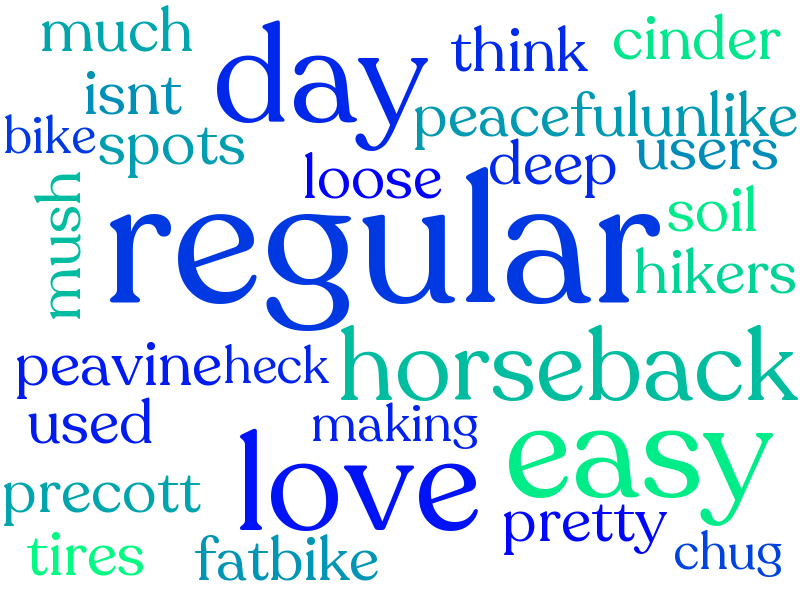 much
day
think
cinder
isnt
peacefulunlike
bike
spots
users
loose
deep
mush
regular
soil
hikers
peavine
heck
horseback
used
making
love
easy
precott
pretty
tires
fatbike
chug